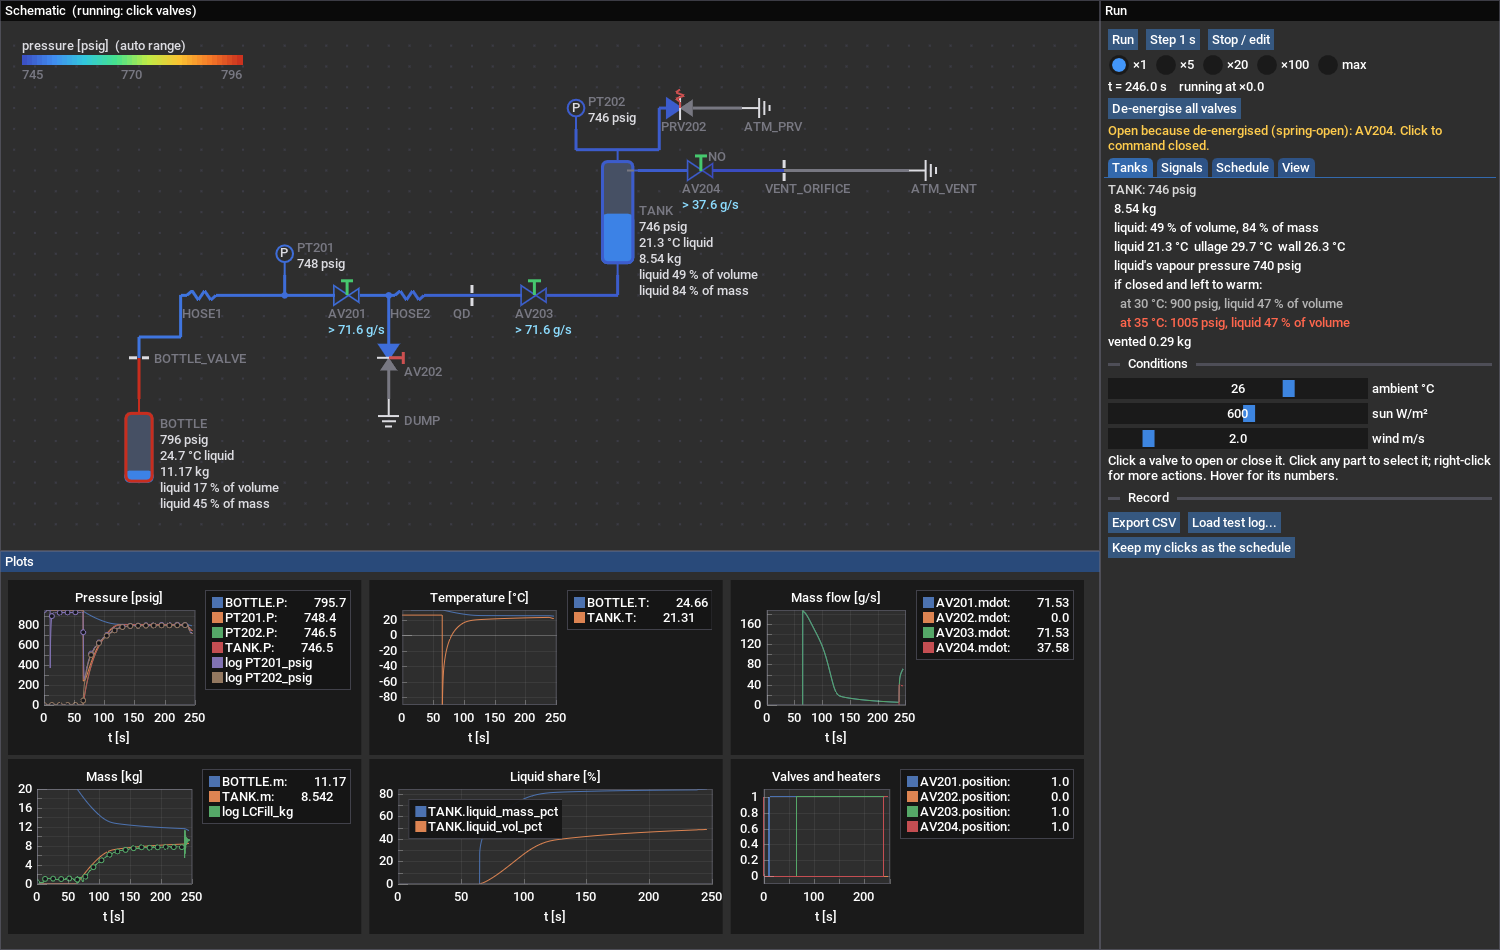 Schematic  (running: click valves)
pressure [psig]  (auto range)
745 770 796
PT202
746 psig
PRV202
ATM_PRV
NO
AV204
> 37.6 g/s
VENT_ORIFICE
ATM_VENT
P
P
TANK
746 psig
21.3 °C liquid
8.54 kg
liquid 49 % of volume
liquid 84 % of mass
PT201
748 psig
HOSE1
AV201
> 71.6 g/s
HOSE2
QD
AV203
> 71.6 g/s
BOTTLE_VALVE
AV202
DUMP
BOTTLE
796 psig
24.7 °C liquid
11.17 kg
liquid 17 % of volume
liquid 45 % of mass
Run
Run Step 1 s Stop / edit
×1 ×5 ×20 ×100 max
t = 246.0 s   running at ×0.0
De-energise all valves
Open because de-energised (spring-open): AV204. Click to
command closed.
Tanks Signals Schedule View
TANK: 746 psig
8.54 kg
liquid: 49 % of volume, 84 % of mass
liquid 21.3 °C  ullage 29.7 °C  wall 26.3 °C
liquid's vapour pressure 740 psig
if closed and left to warm:
at 30 °C: 900 psig, liquid 47 % of volume
at 35 °C: 1005 psig, liquid 47 % of volume
vented 0.29 kg
Conditions
26 ambient °C
600 sun W/m²
2.0 wind m/s
Click a valve to open or close it. Click any part to select it; right-click
for more actions. Hover for its numbers.
Record
Export CSV Load test log...
Keep my clicks as the schedule
Plots
Pressure [psig]
800
600
400
200
0
0 50 100 150 200 250
t [s]
BOTTLE.P: 795.7
PT201.P: 748.4
PT202.P: 746.5
TANK.P: 746.5
log PT201_psig
log PT202_psig
Temperature [°C]
20
0
-20
-40
-60
-80
0 50 100 150 200 250
t [s]
BOTTLE.T: 24.66
TANK.T: 21.31
Mass flow [g/s]
160
120
80
40
0
0 50 100 150 200 250
t [s]
AV201.mdot: 71.53
AV202.mdot: 0.0
AV203.mdot: 71.53
AV204.mdot: 37.58
Mass [kg]
20
16
12
8
4
0
0 50 100 150 200 250
t [s]
BOTTLE.m: 11.17
TANK.m: 8.542
log LCFill_kg
Liquid share [%]
80
60
40
20
0
0 50 100 150 200 250
t [s]
TANK.liquid_mass_pct
TANK.liquid_vol_pct
Valves and heaters
1
0.8
0.6
0.4
0.2
0
0 100 200
t [s]
AV201.position: 1.0
AV202.position: 0.0
AV203.position: 1.0
AV204.position: 1.0